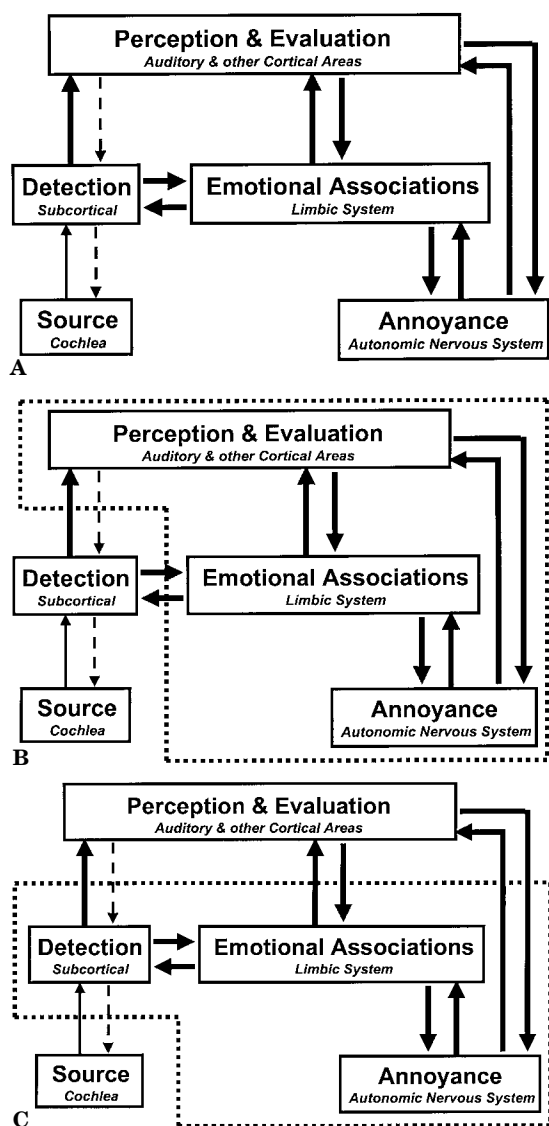 Perception & Evaluation
Auditory & other Cortical Areas
Detection
Subcortical
Emotional Associations
Limbic System
Source
Cochlea
Annoyance
Autonomic Nervous System
A
Perception & Evaluation
Auditory & other Cortical Areas
Detection
Subcortical
Emotional Associations
Limbic System
Source
Cochlea
Annoyance
Autonomic Nervous System
B
Perception & Evaluation
Auditory & other Cortical Areas
Detection
Subcortical
Emotional Associations
Limbic System
Source
Cochlea
Annoyance
Autonomic Nervous System
C